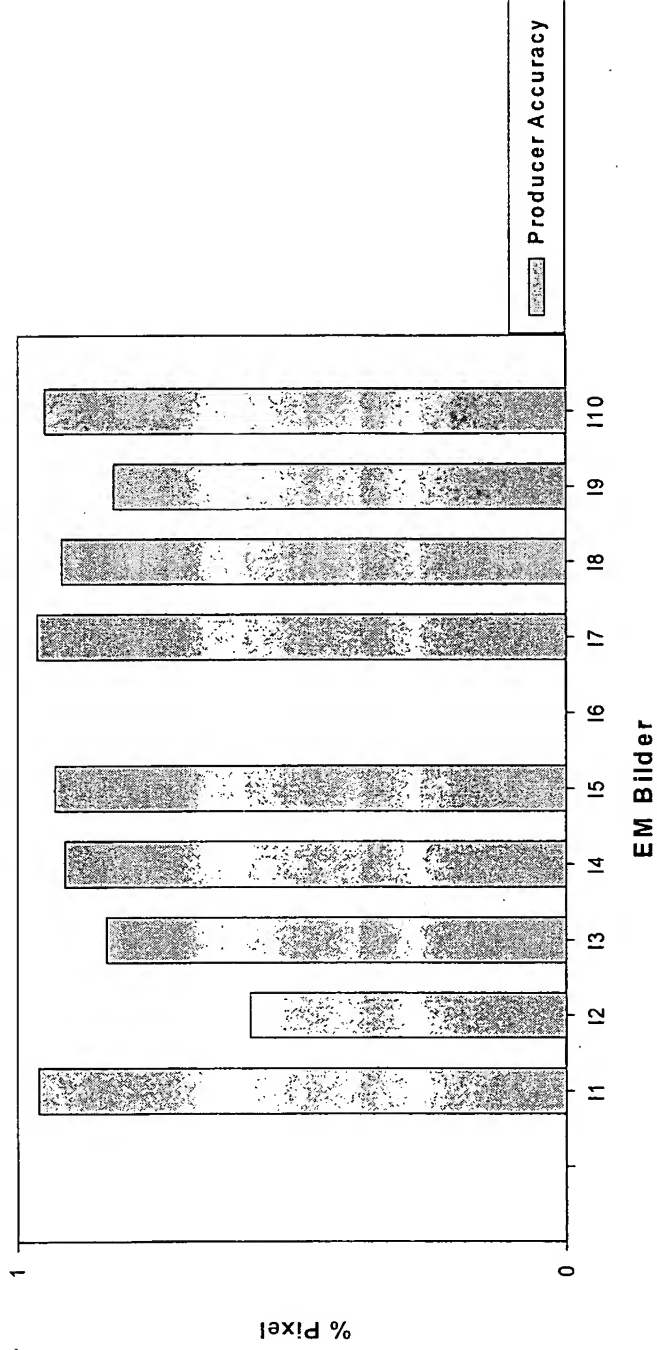 1
0
% Pixel
I1
I2
I3
I4
I5
I6
I7
I8
I9
I10
EM Bilder
Producer Accuracy